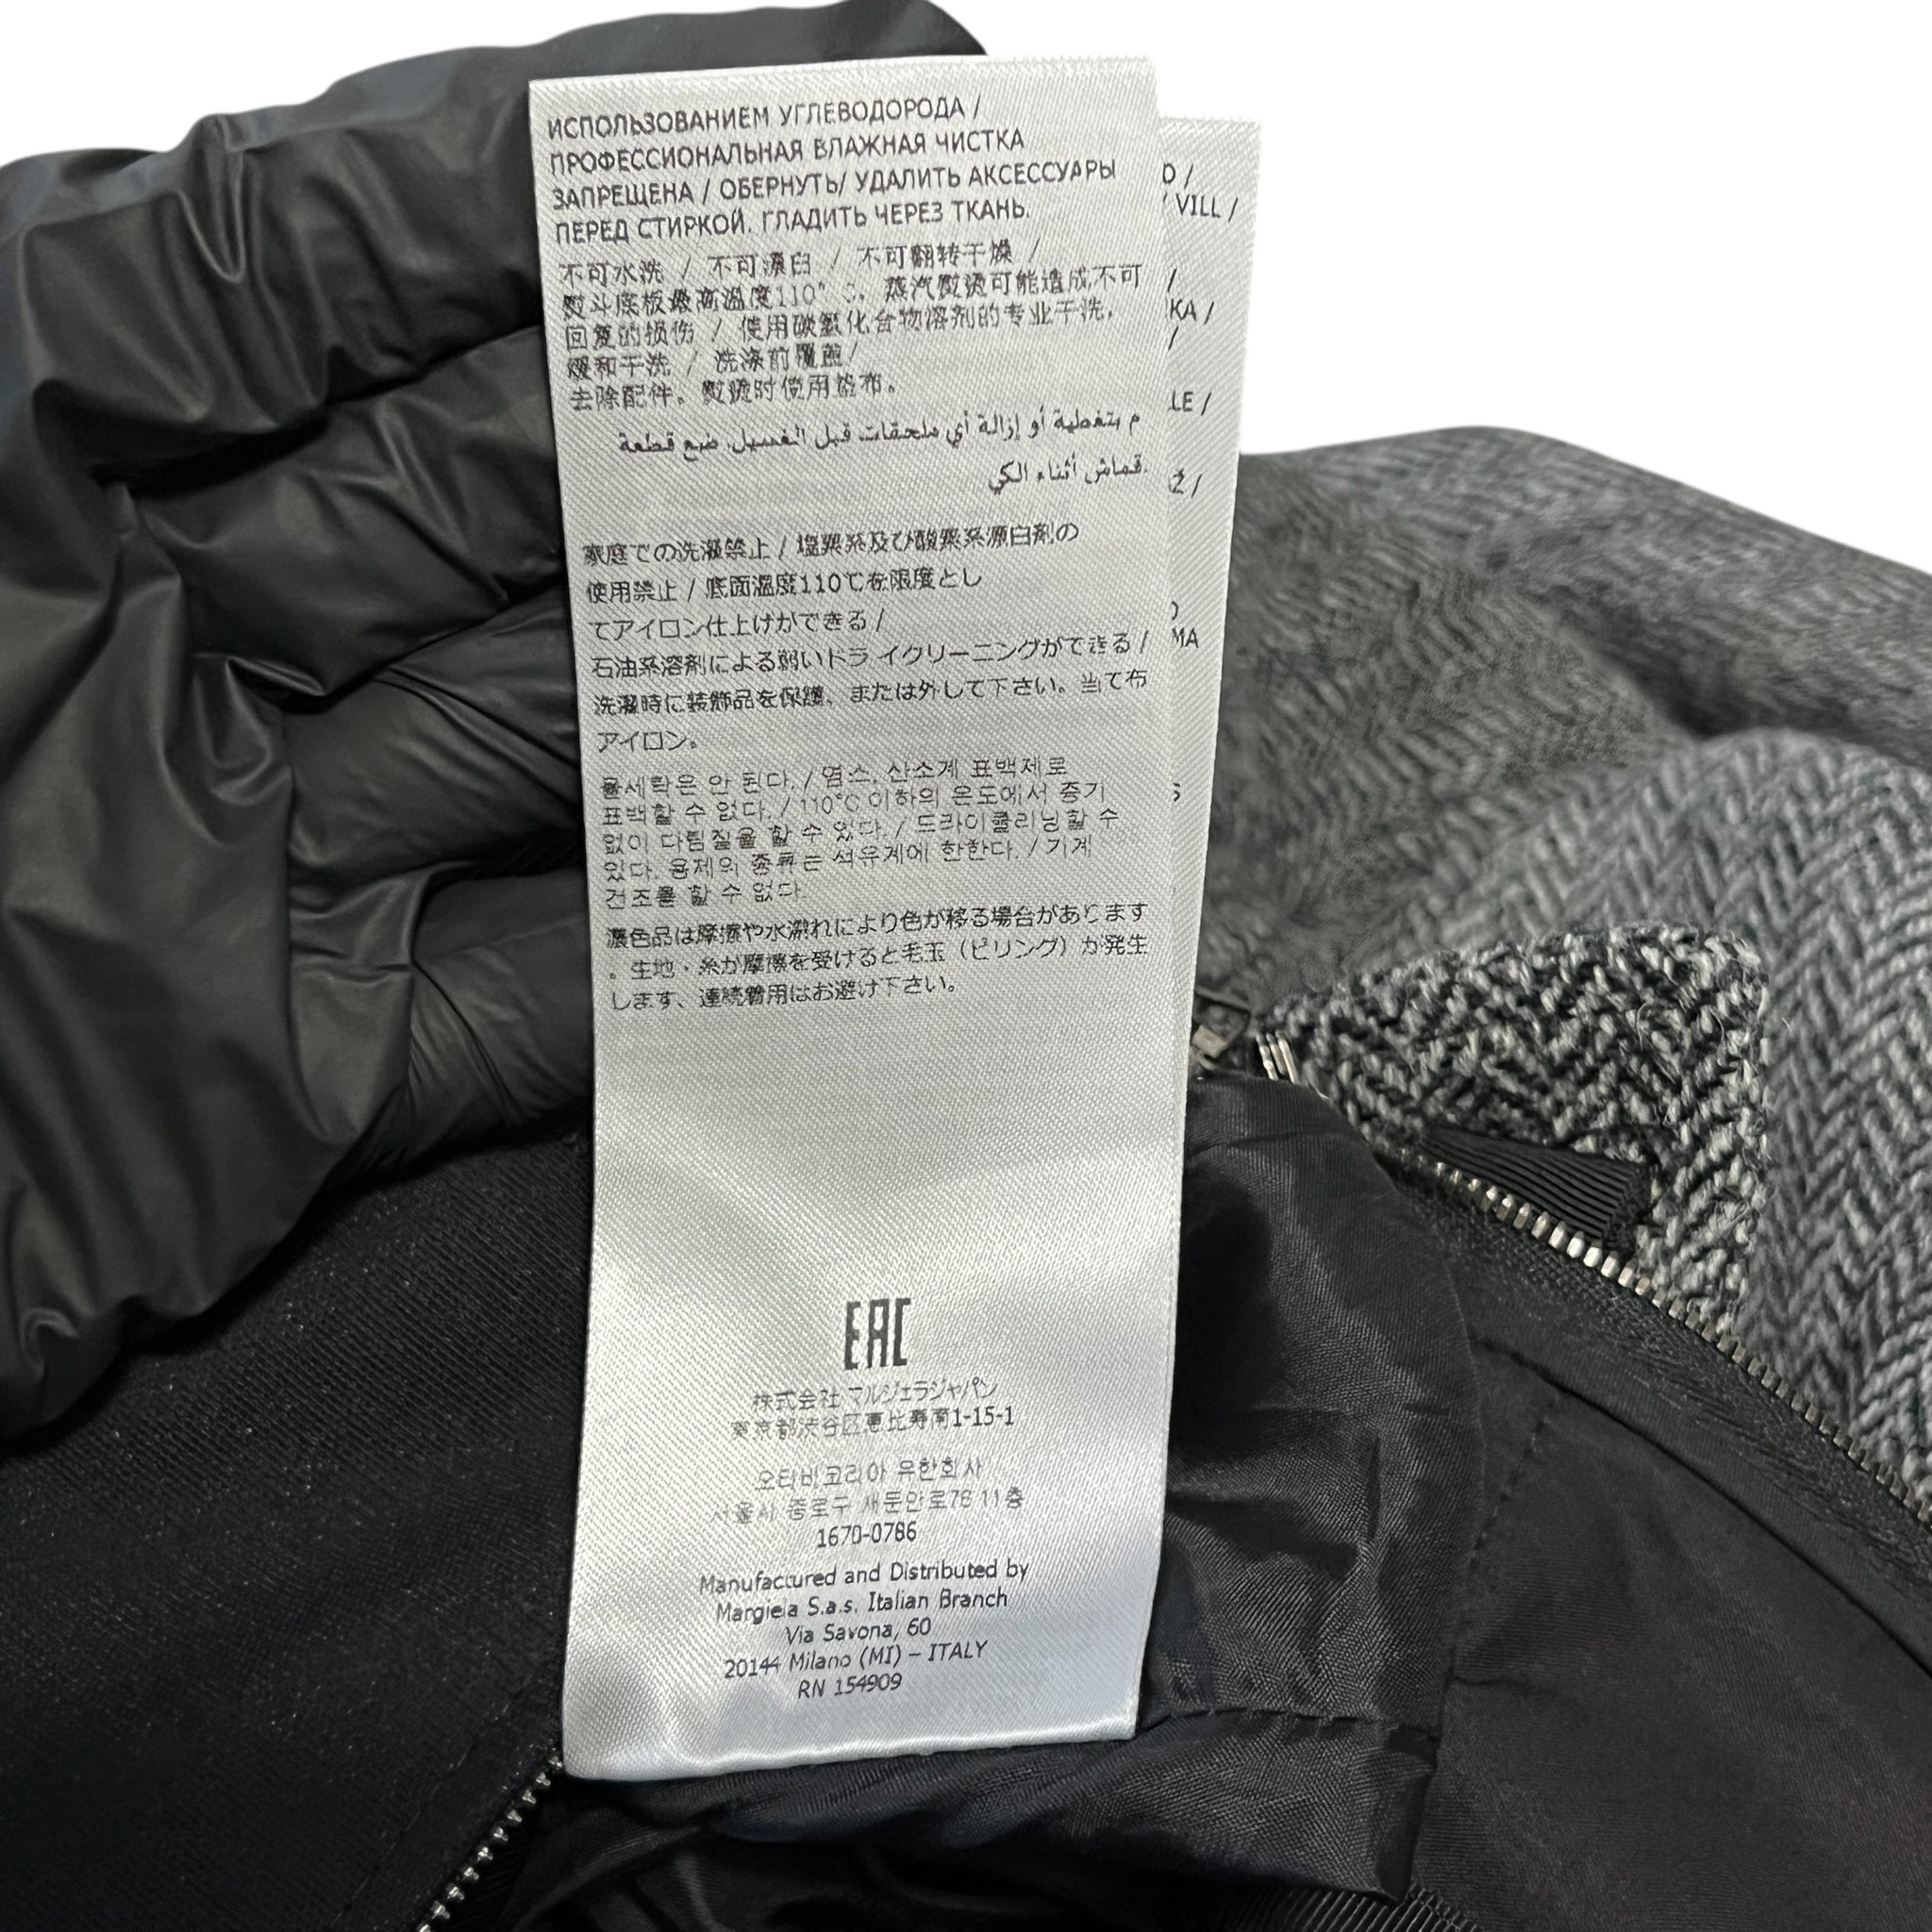 ИСПОЛЬЗОВАНИЕМ УГЛЕВОДОРОДА /
ПРОФЕССИОНАЛЬНАЯ ВЛАЖНАЯ ЧИСТКА
ЗАПРЕЩЕНА / ОБЕРНУТЬ/ УДАЛИТЬ АКСЕССУАРЫ
ПЕРЕД СТИРКОЙ. ГЛАДИТЬ ЧЕРЕЗ ТКАНЬ.
不可水洗 / 不可漂白 / 不可翻转干燥 /
熨斗底板最高温度110°C, 蒸汽熨烫可能造成不可
回复的损伤 / 使用碳氢化合物溶剂的专业干洗,
缓和干洗 / 洗涤前覆盖/
去除配件。熨烫时使用垫布。
م بتغطية أو إزالة أي ملحقات قبل الغسيل. ضع قطعة
.قماش أثناء الكي
家庭での洗濯禁止 / 塩素系及び酸素系漂白剤の
使用禁止 / 底面温度110℃を限度とし
てアイロン仕上げができる /
石油系溶剤による弱いドライクリーニングができる /
洗濯時に装飾品を保護、または外して下さい。当て布
アイロン。
물세탁은 안 된다. / 염소, 산소계 표백제로
표백할 수 없다. / 110°C 이하의 온도에서 증기
없이 다림질을 할 수 있다. / 드라이클리닝할 수
있다. 용제의 종류는 석유계에 한한다. / 기계
건조를 할 수 없다.
濃色品は摩擦や水濡れにより色が移る場合があります
。生地・糸が摩擦を受けると毛玉（ピリング）が発生
します、連続着用はお避け下さい。
EAC
株式会社 マルジェラジャパン
東京都渋谷区恵比寿南1-15-1
오티비코리아 유한회사
서울시 종로구 새문안로76 11층
1670-0786
Manufactured and Distributed by
Margiela S.a.s. Italian Branch
Via Savona, 60
20144 Milano (MI) – ITALY
RN 154909
VILL /
KA /
LE /
Ž /
MA